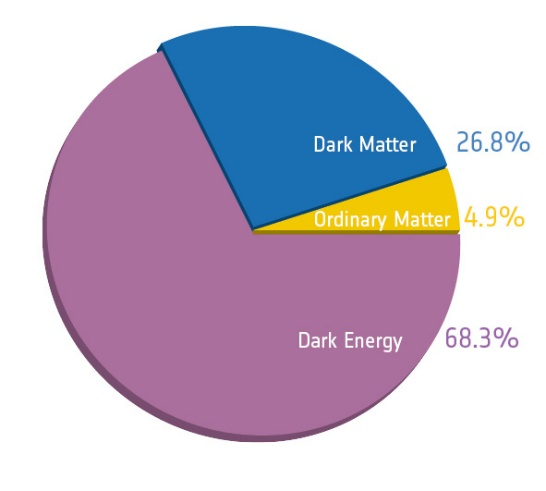 Dark Matter 26.8%
Ordinary Matter 4.9%
Dark Energy 68.3%